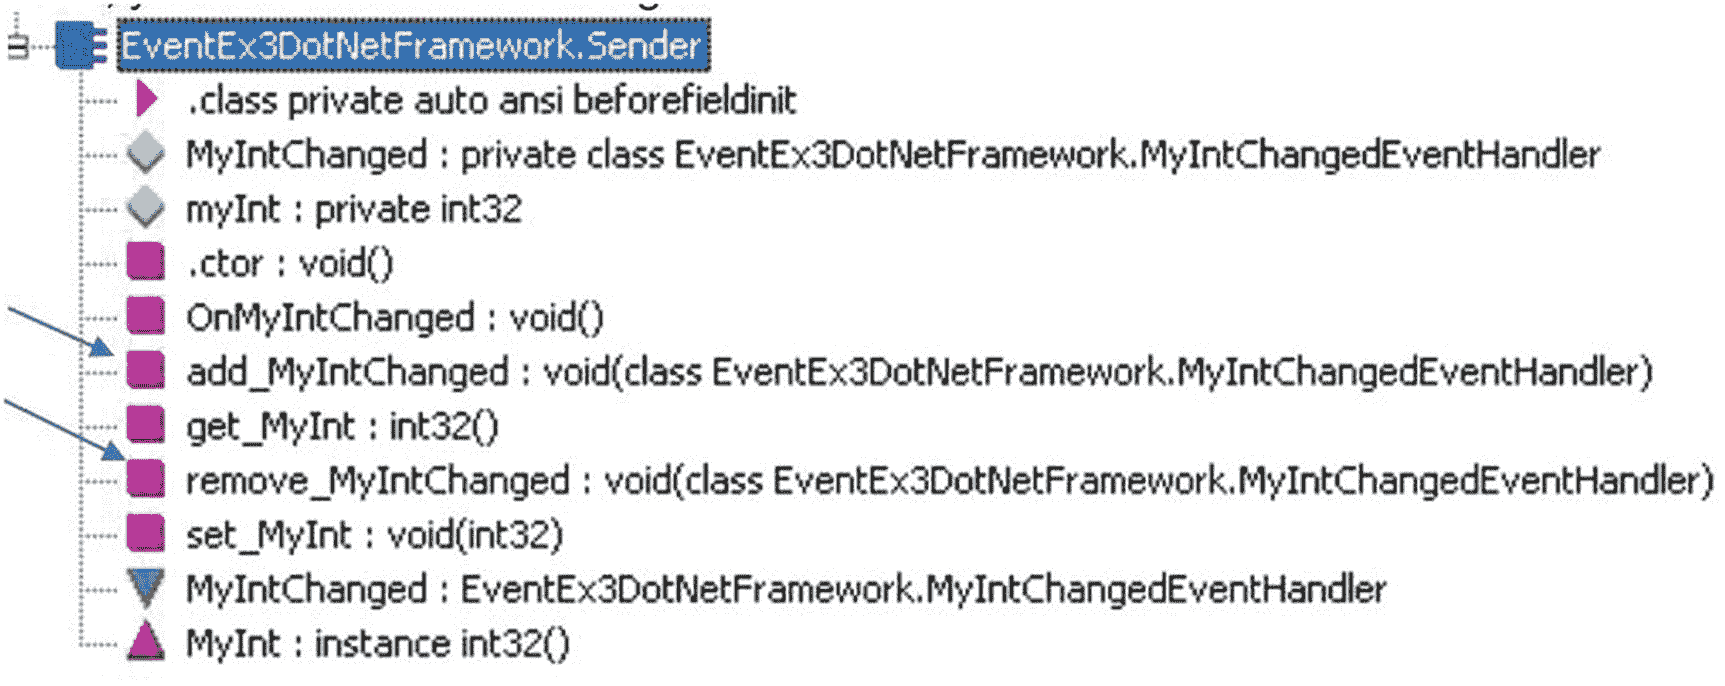 EventEx3DotNetFramework.Sender
.class private auto ansi beforefieldinit
MyIntChanged : private class EventEx3DotNetFramework.MyIntChangedEventHandler
myInt : private int32
.ctor : void()
OnMyIntChanged : void()
add_MyIntChanged : void(class EventEx3DotNetFramework.MyIntChangedEventHandler)
get_MyInt : int32()
remove_MyIntChanged : void(class EventEx3DotNetFramework.MyIntChangedEventHandler)
set_MyInt : void(int32)
MyIntChanged : EventEx3DotNetFramework.MyIntChangedEventHandler
MyInt : instance int32()